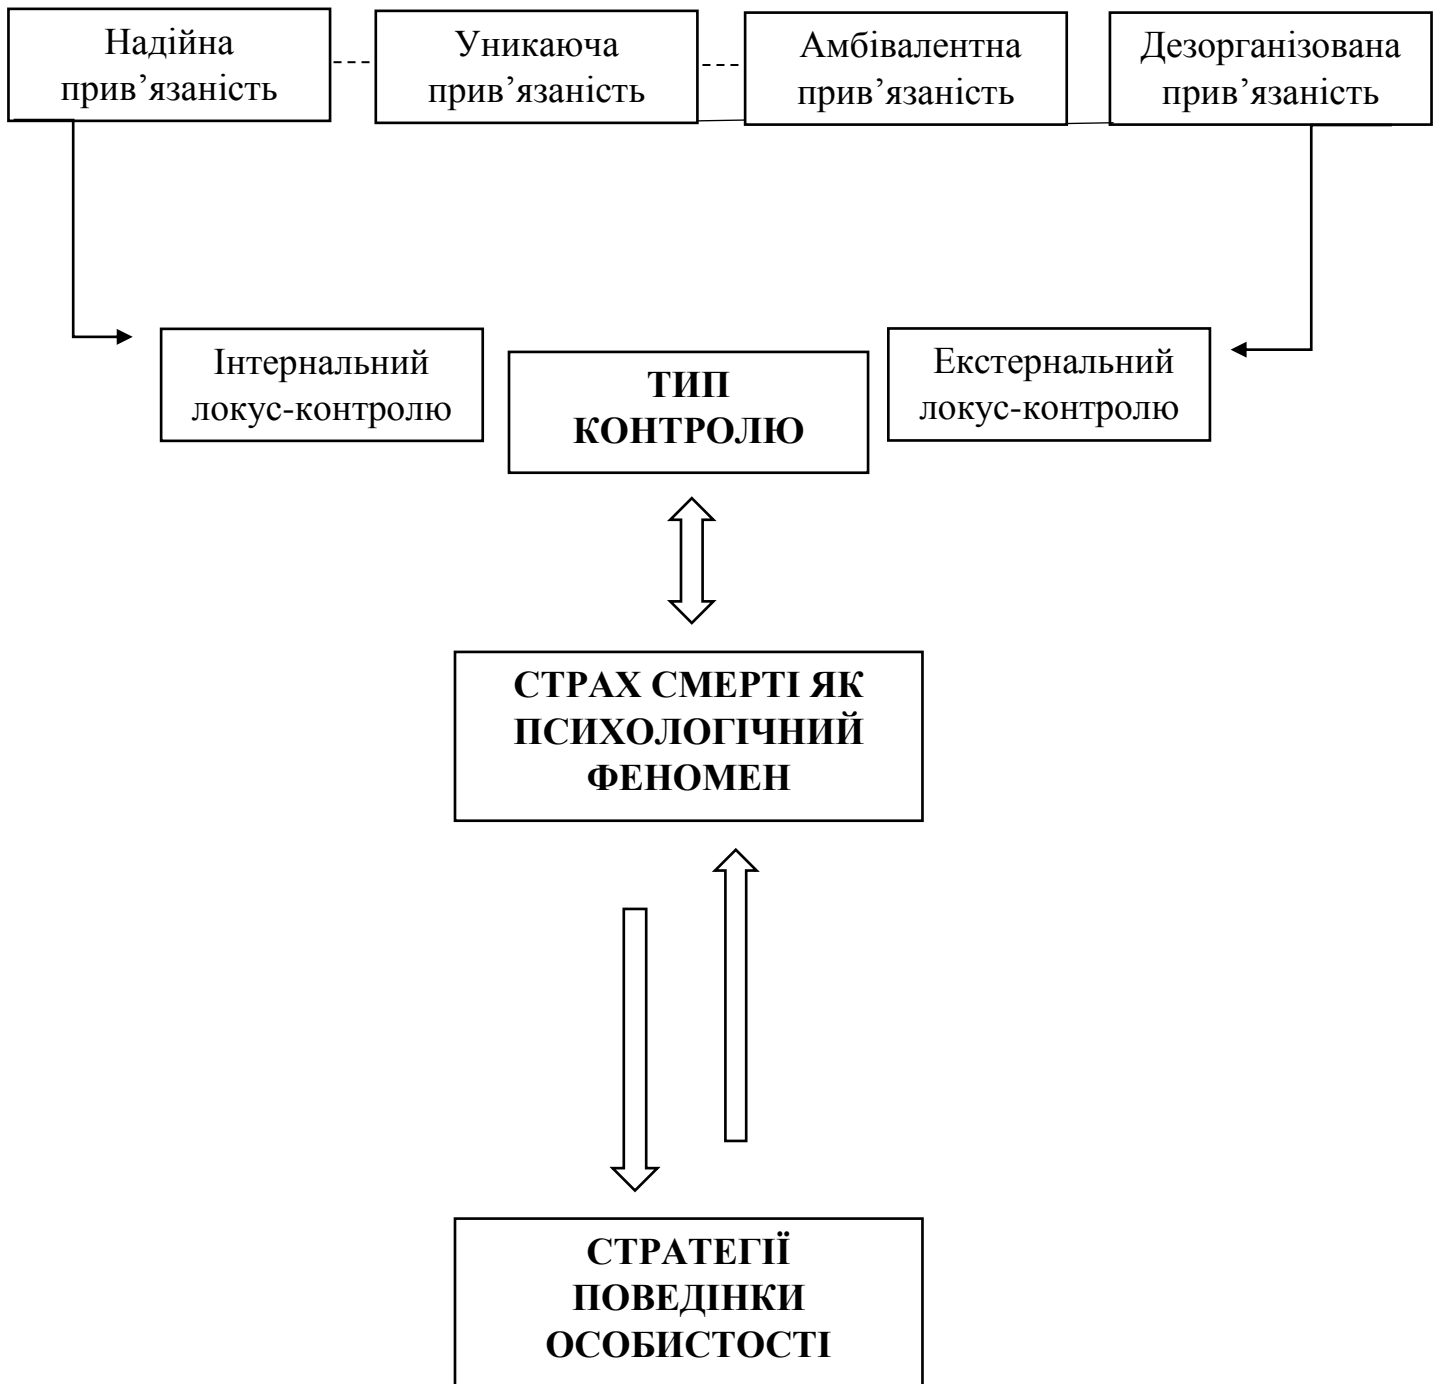 Надійна
прив’язаність
Уникаюча
прив’язаність
Амбівалентна
прив’язаність
Дезорганізована
прив’язаність
Інтернальний
локус-контролю
ТИП
КОНТРОЛЮ
Екстернальний
локус-контролю
СТРАХ СМЕРТІ ЯК
ПСИХОЛОГІЧНИЙ
ФЕНОМЕН
СТРАТЕГІЇ
ПОВЕДІНКИ
ОСОБИСТОСТІ